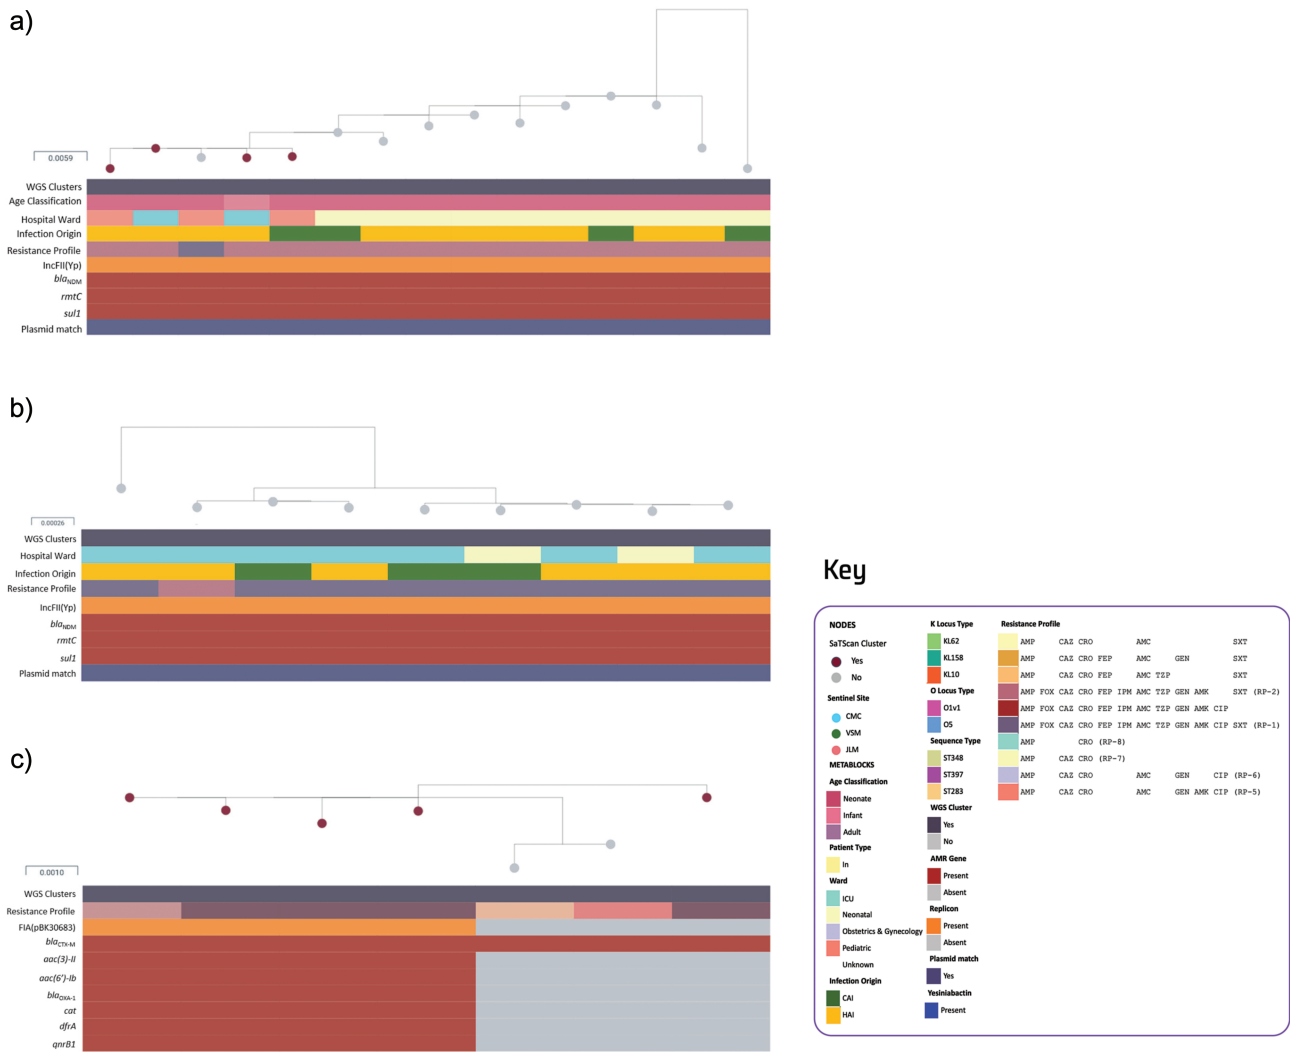 a)
0.0059
WGS Clusters
Age Classification
Hospital Ward
Infection Origin
Resistance Profile
IncFII(Yp)
blaNDM
rmtC
sul1
Plasmid match
b)
0.00026
WGS Clusters
Hospital Ward
Infection Origin
Resistance Profile
IncFII(Yp)
blaNDM
rmtC
sul1
Plasmid match
c)
0.0010
WGS Clusters
Resistance Profile
FIA(pBK30683)
blaCTX-M
aac(3)-II
aac(6')-Ib
blaOXA-1
cat
dfrA
qnrB1
Key
NODES
SaTScan Cluster
Yes
No
Sentinel Site
CMC
VSM
JLM
METABLOCKS
Age Classification
Neonate
Infant
Adult
Patient Type
In
Ward
ICU
Neonatal
Obstetrics & Gynecology
Pediatric
Unknown
Infection Origin
CAI
HAI
K Locus Type
KL62
KL158
KL10
O Locus Type
O1v1
O5
Sequence Type
ST348
ST397
ST283
WGS Cluster
Yes
No
AMR Gene
Present
Absent
Replicon
Present
Absent
Plasmid match
Yes
Yesiniabactin
Present
Resistance Profile
AMP CAZ CRO AMC SXT
AMP CAZ CRO FEP AMC GEN SXT
AMP CAZ CRO FEP AMC TZP SXT
AMP FOX CAZ CRO FEP IPM AMC TZP GEN AMK SXT (RP-2)
AMP FOX CAZ CRO FEP IPM AMC TZP GEN AMK CIP
AMP FOX CAZ CRO FEP IPM AMC TZP GEN AMK CIP SXT (RP-1)
AMP CRO (RP-8)
AMP CAZ CRO (RP-7)
AMP CAZ CRO AMC GEN CIP (RP-6)
AMP CAZ CRO AMC GEN AMK CIP (RP-5)